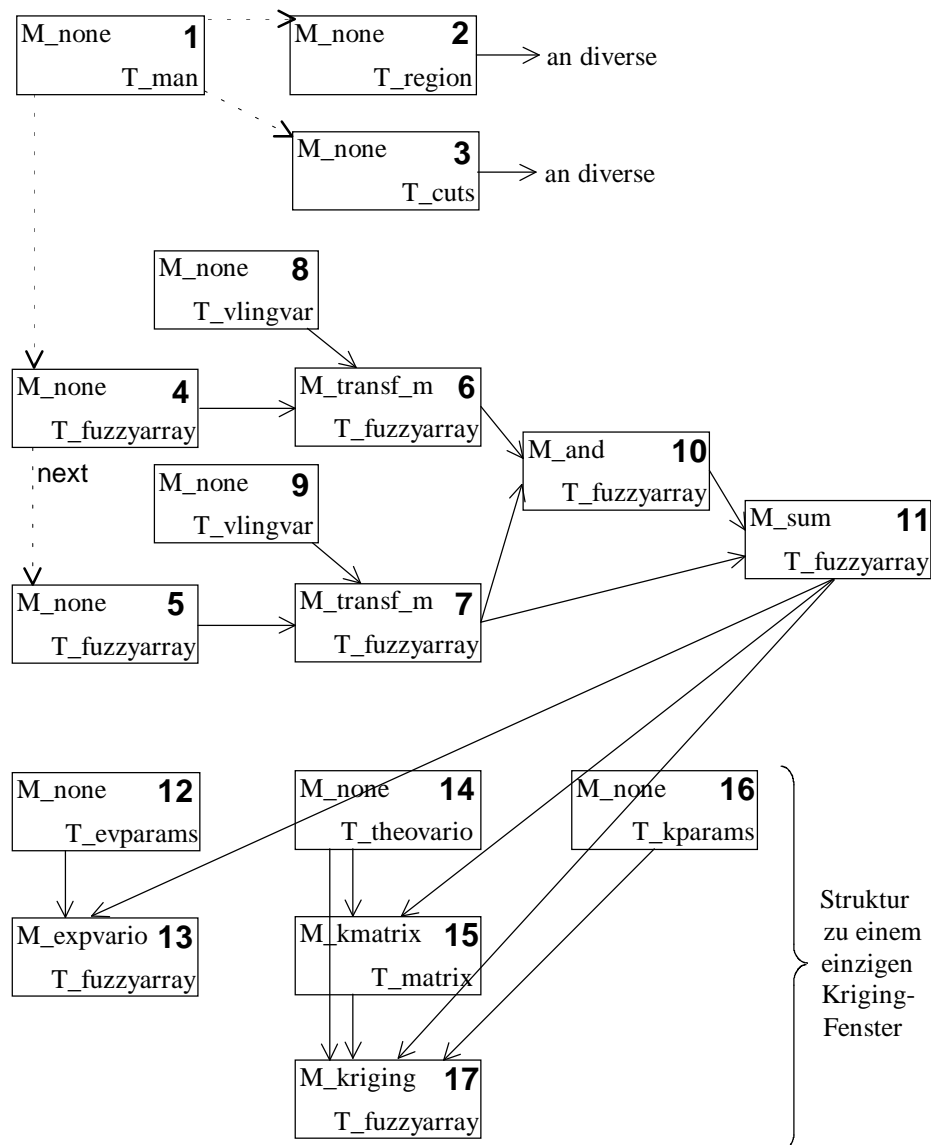 M_none 1
T_man
M_none 2
T_region
an diverse
M_none 3
T_cuts
an diverse
M_none 8
T_vlingvar
M_none 4
T_fuzzyarray
M_transf_m 6
T_fuzzyarray
next
M_none 9
T_vlingvar
M_and 10
T_fuzzyarray
M_sum 11
T_fuzzyarray
M_none 5
T_fuzzyarray
M_transf_m 7
T_fuzzyarray
M_none 12
T_evparams
M_none 14
T_theovario
M_none 16
T_kparams
M_expvario 13
T_fuzzyarray
M_kmatrix 15
T_matrix
M_kriging 17
T_fuzzyarray
Struktur
zu einem
einzigen
Kriging-
Fenster